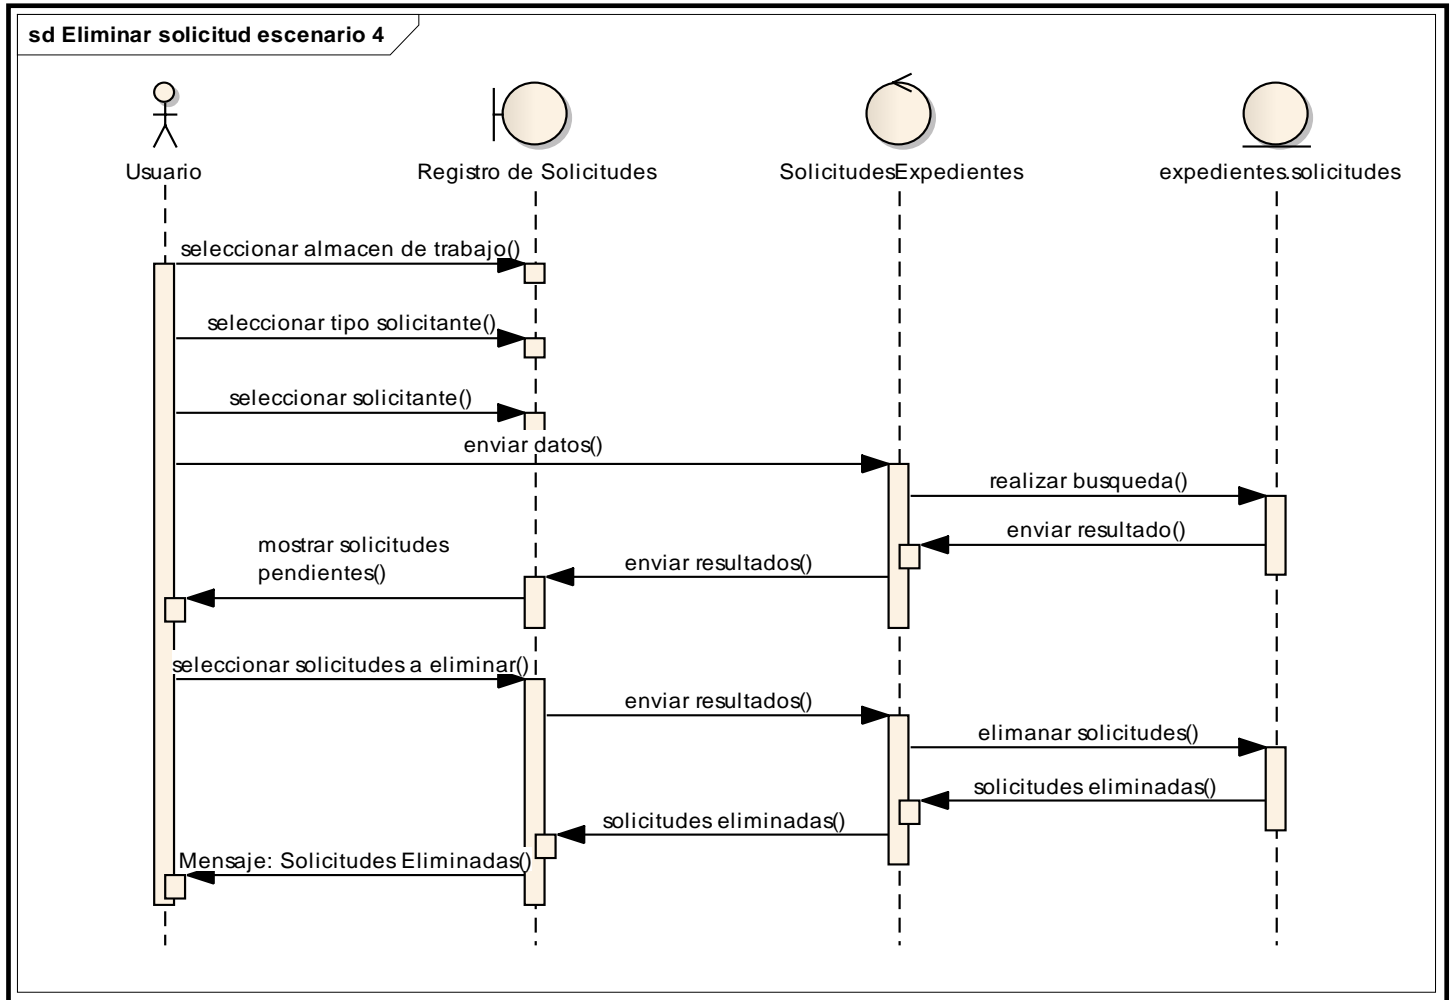 sd Eliminar solicitud escenario 4
Usuario
Registro de Solicitudes
SolicitudesExpedientes
expedientes.solicitudes
seleccionar almacen de trabajo()
seleccionar tipo solicitante()
seleccionar solicitante()
enviar datos()
realizar busqueda()
enviar resultado()
enviar resultados()
mostrar solicitudes
pendientes()
seleccionar solicitudes a eliminar()
enviar resultados()
elimanar solicitudes()
solicitudes eliminadas()
solicitudes eliminadas()
Mensaje: Solicitudes Eliminadas()